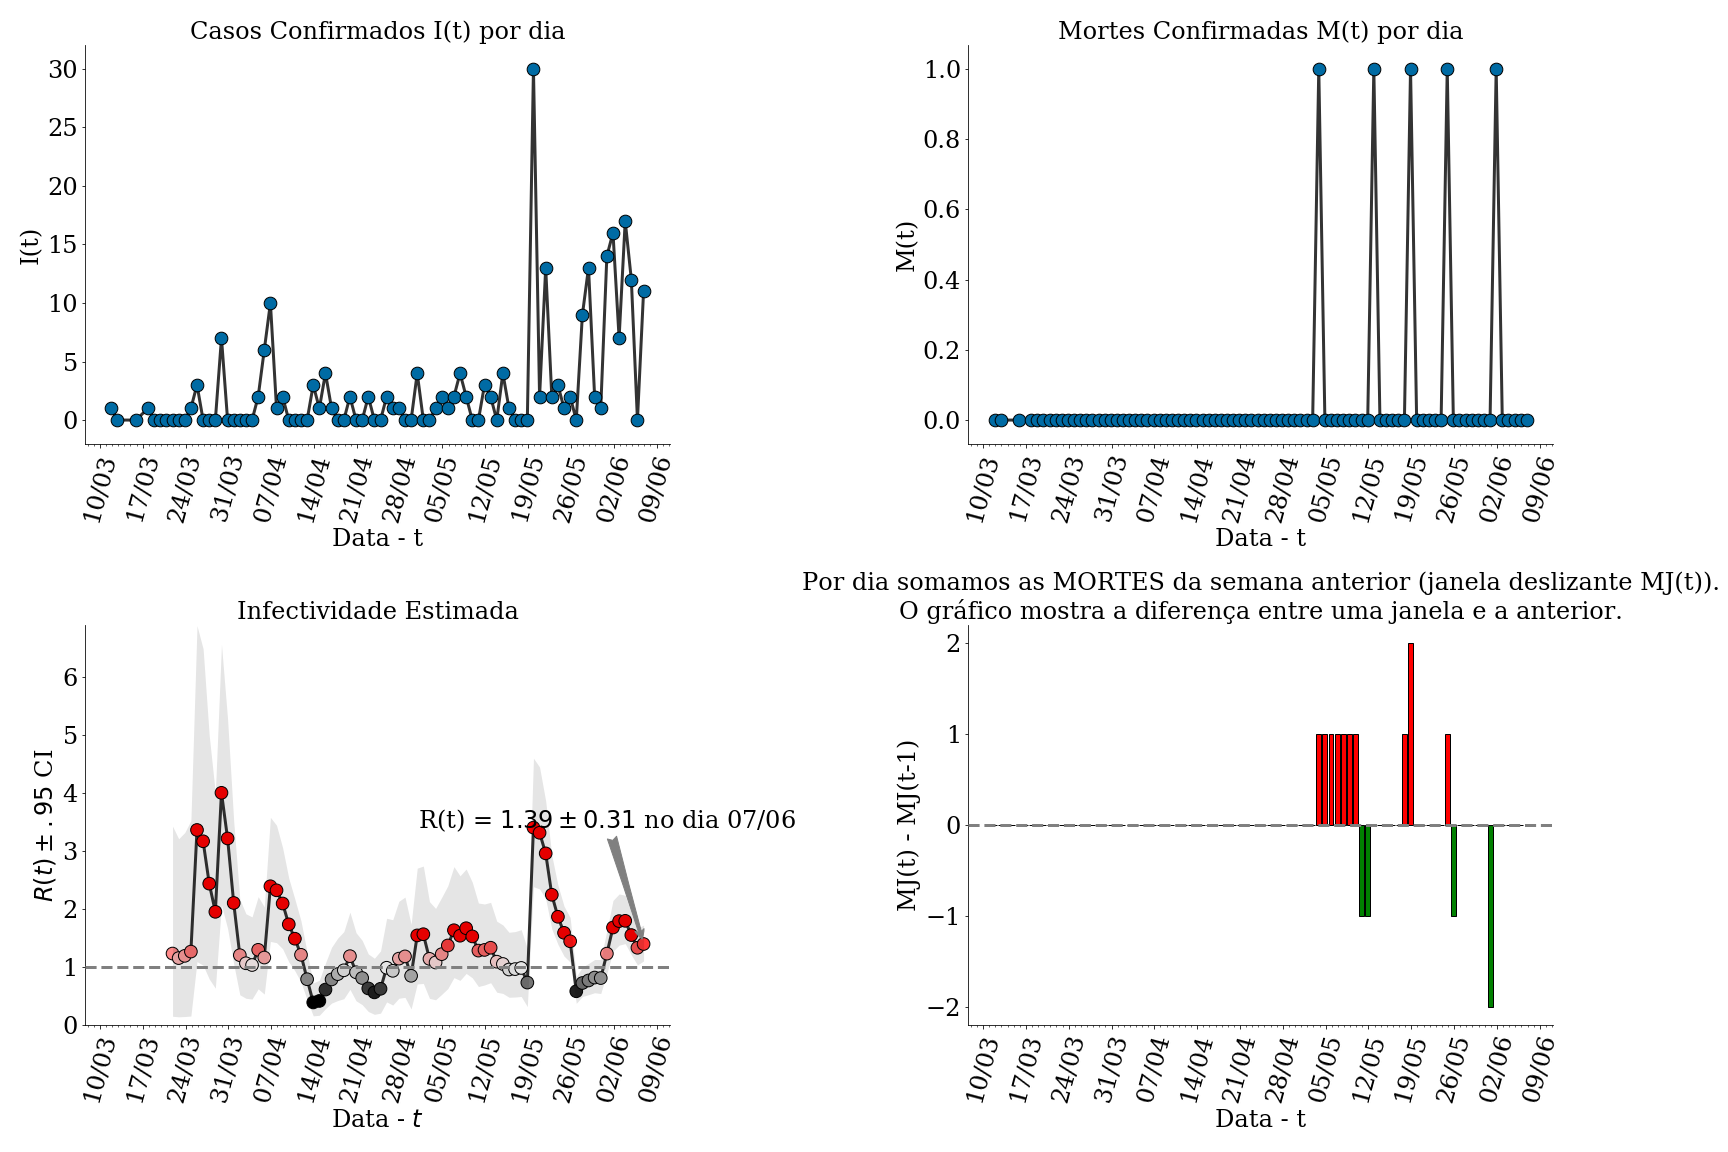 Casos Confirmados I(t) por dia
I(t)
30
25
20
15
10
5
0
10/03 17/03 24/03 31/03 07/04 14/04 21/04 28/04 05/05 12/05 19/05 26/05 02/06 09/06
Data - t
Mortes Confirmadas M(t) por dia
M(t)
1.0
0.8
0.6
0.4
0.2
0.0
10/03 17/03 24/03 31/03 07/04 14/04 21/04 28/04 05/05 12/05 19/05 26/05 02/06 09/06
Data - t
Infectividade Estimada
R(t) ± .95 CI
6
5
4
3
2
1
0
R(t) = 1.39 ± 0.31 no dia 07/06
10/03 17/03 24/03 31/03 07/04 14/04 21/04 28/04 05/05 12/05 19/05 26/05 02/06 09/06
Data - t
Por dia somamos as MORTES da semana anterior (janela deslizante MJ(t)).
O gráfico mostra a diferença entre uma janela e a anterior.
MJ(t) - MJ(t-1)
2
1
0
−1
−2
10/03 17/03 24/03 31/03 07/04 14/04 21/04 28/04 05/05 12/05 19/05 26/05 02/06 09/06
Data - t